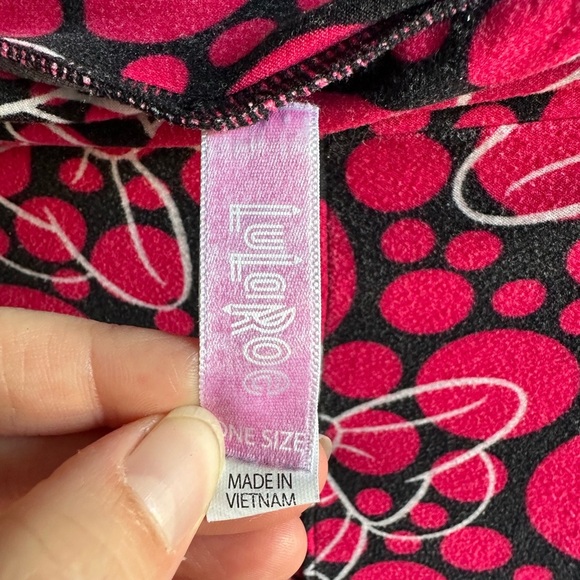 LuLaRoe
ONE SIZE
MADE IN
VIETNAM